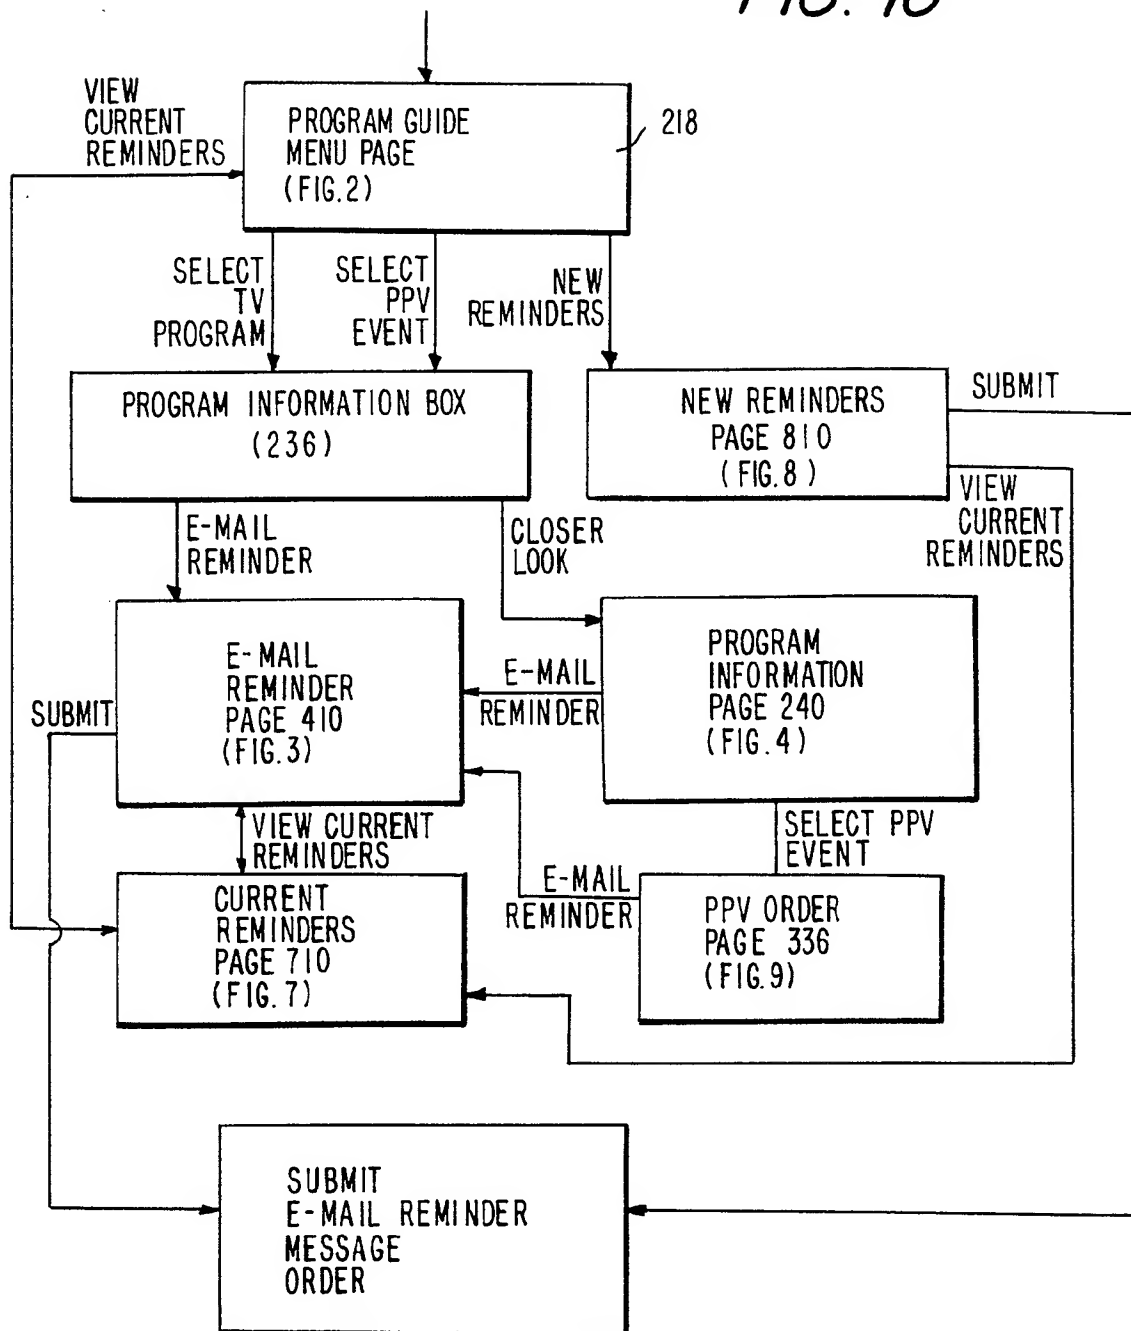 FIG. 10
VIEW
CURRENT
REMINDERS
PROGRAM GUIDE
MENU PAGE
(FIG.2)
218
SELECT
TV
PROGRAM
SELECT
PPV
EVENT
NEW
REMINDERS
PROGRAM INFORMATION BOX
(236)
NEW REMINDERS
PAGE 810
(FIG.8)
SUBMIT
VIEW
CURRENT
REMINDERS
E-MAIL
REMINDER
CLOSER
LOOK
E-MAIL
REMINDER
PAGE 410
(FIG.3)
E-MAIL
REMINDER
PROGRAM
INFORMATION
PAGE 240
(FIG.4)
SUBMIT
VIEW CURRENT
REMINDERS
SELECT PPV
EVENT
CURRENT
REMINDERS
PAGE 710
(FIG.7)
E-MAIL
REMINDER
PPV ORDER
PAGE 336
(FIG.9)
SUBMIT
E-MAIL REMINDER
MESSAGE
ORDER